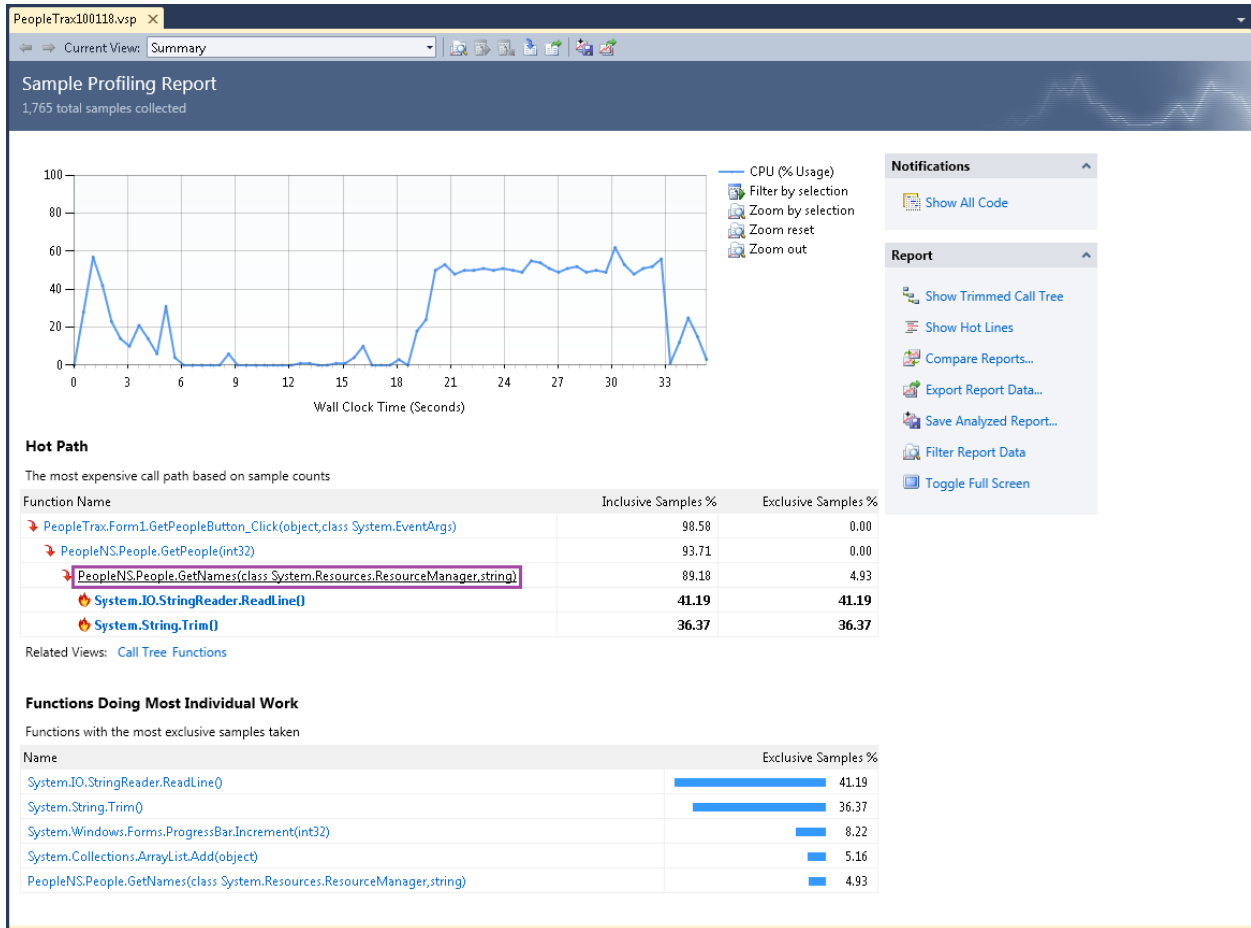 PeopleTrax100118.vsp
Current View: Summary
Sample Profiling Report
1,765 total samples collected
100
80
60
40
20
0
0 3 6 9 12 15 18 21 24 27 30 33
Wall Clock Time (Seconds)
CPU (% Usage)
Filter by selection
Zoom by selection
Zoom reset
Zoom out
Notifications
Show All Code
Report
Show Trimmed Call Tree
Show Hot Lines
Compare Reports...
Export Report Data...
Save Analyzed Report...
Filter Report Data
Toggle Full Screen
Hot Path
The most expensive call path based on sample counts
Function Name Inclusive Samples % Exclusive Samples %
PeopleTrax.Form1.GetPeopleButton_Click(object,class System.EventArgs) 98.58 0.00
PeopleNS.People.GetPeople(int32) 93.71 0.00
PeopleNS.People.GetNames(class System.Resources.ResourceManager,string) 89.18 4.93
System.IO.StringReader.ReadLine() 41.19 41.19
System.String.Trim() 36.37 36.37
Related Views: Call Tree Functions
Functions Doing Most Individual Work
Functions with the most exclusive samples taken
Name Exclusive Samples %
System.IO.StringReader.ReadLine() 41.19
System.String.Trim() 36.37
System.Windows.Forms.ProgressBar.Increment(int32) 8.22
System.Collections.ArrayList.Add(object) 5.16
PeopleNS.People.GetNames(class System.Resources.ResourceManager,string) 4.93